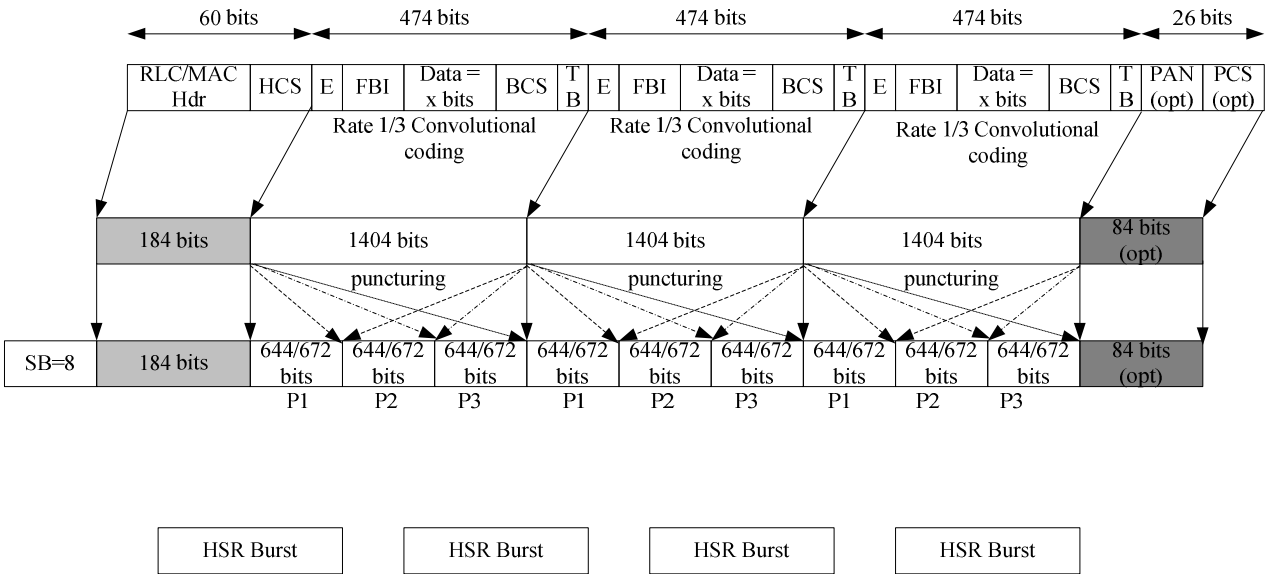 60 bits 474 bits 474 bits 474 bits 26 bits
RLC/MAC Hdr HCS E FBI Data = x bits BCS T B E FBI Data = x bits BCS T B E FBI Data = x bits BCS T B PAN (opt) PCS (opt)
Rate 1/3 Convolutional coding Rate 1/3 Convolutional coding Rate 1/3 Convolutional coding
184 bits 1404 bits 1404 bits 1404 bits 84 bits (opt)
puncturing puncturing puncturing
SB=8 184 bits 644/672 bits 644/672 bits 644/672 bits 644/672 bits 644/672 bits 644/672 bits 644/672 bits 644/672 bits 644/672 bits 84 bits (opt)
P1 P2 P3 P1 P2 P3 P1 P2 P3
HSR Burst HSR Burst HSR Burst HSR Burst